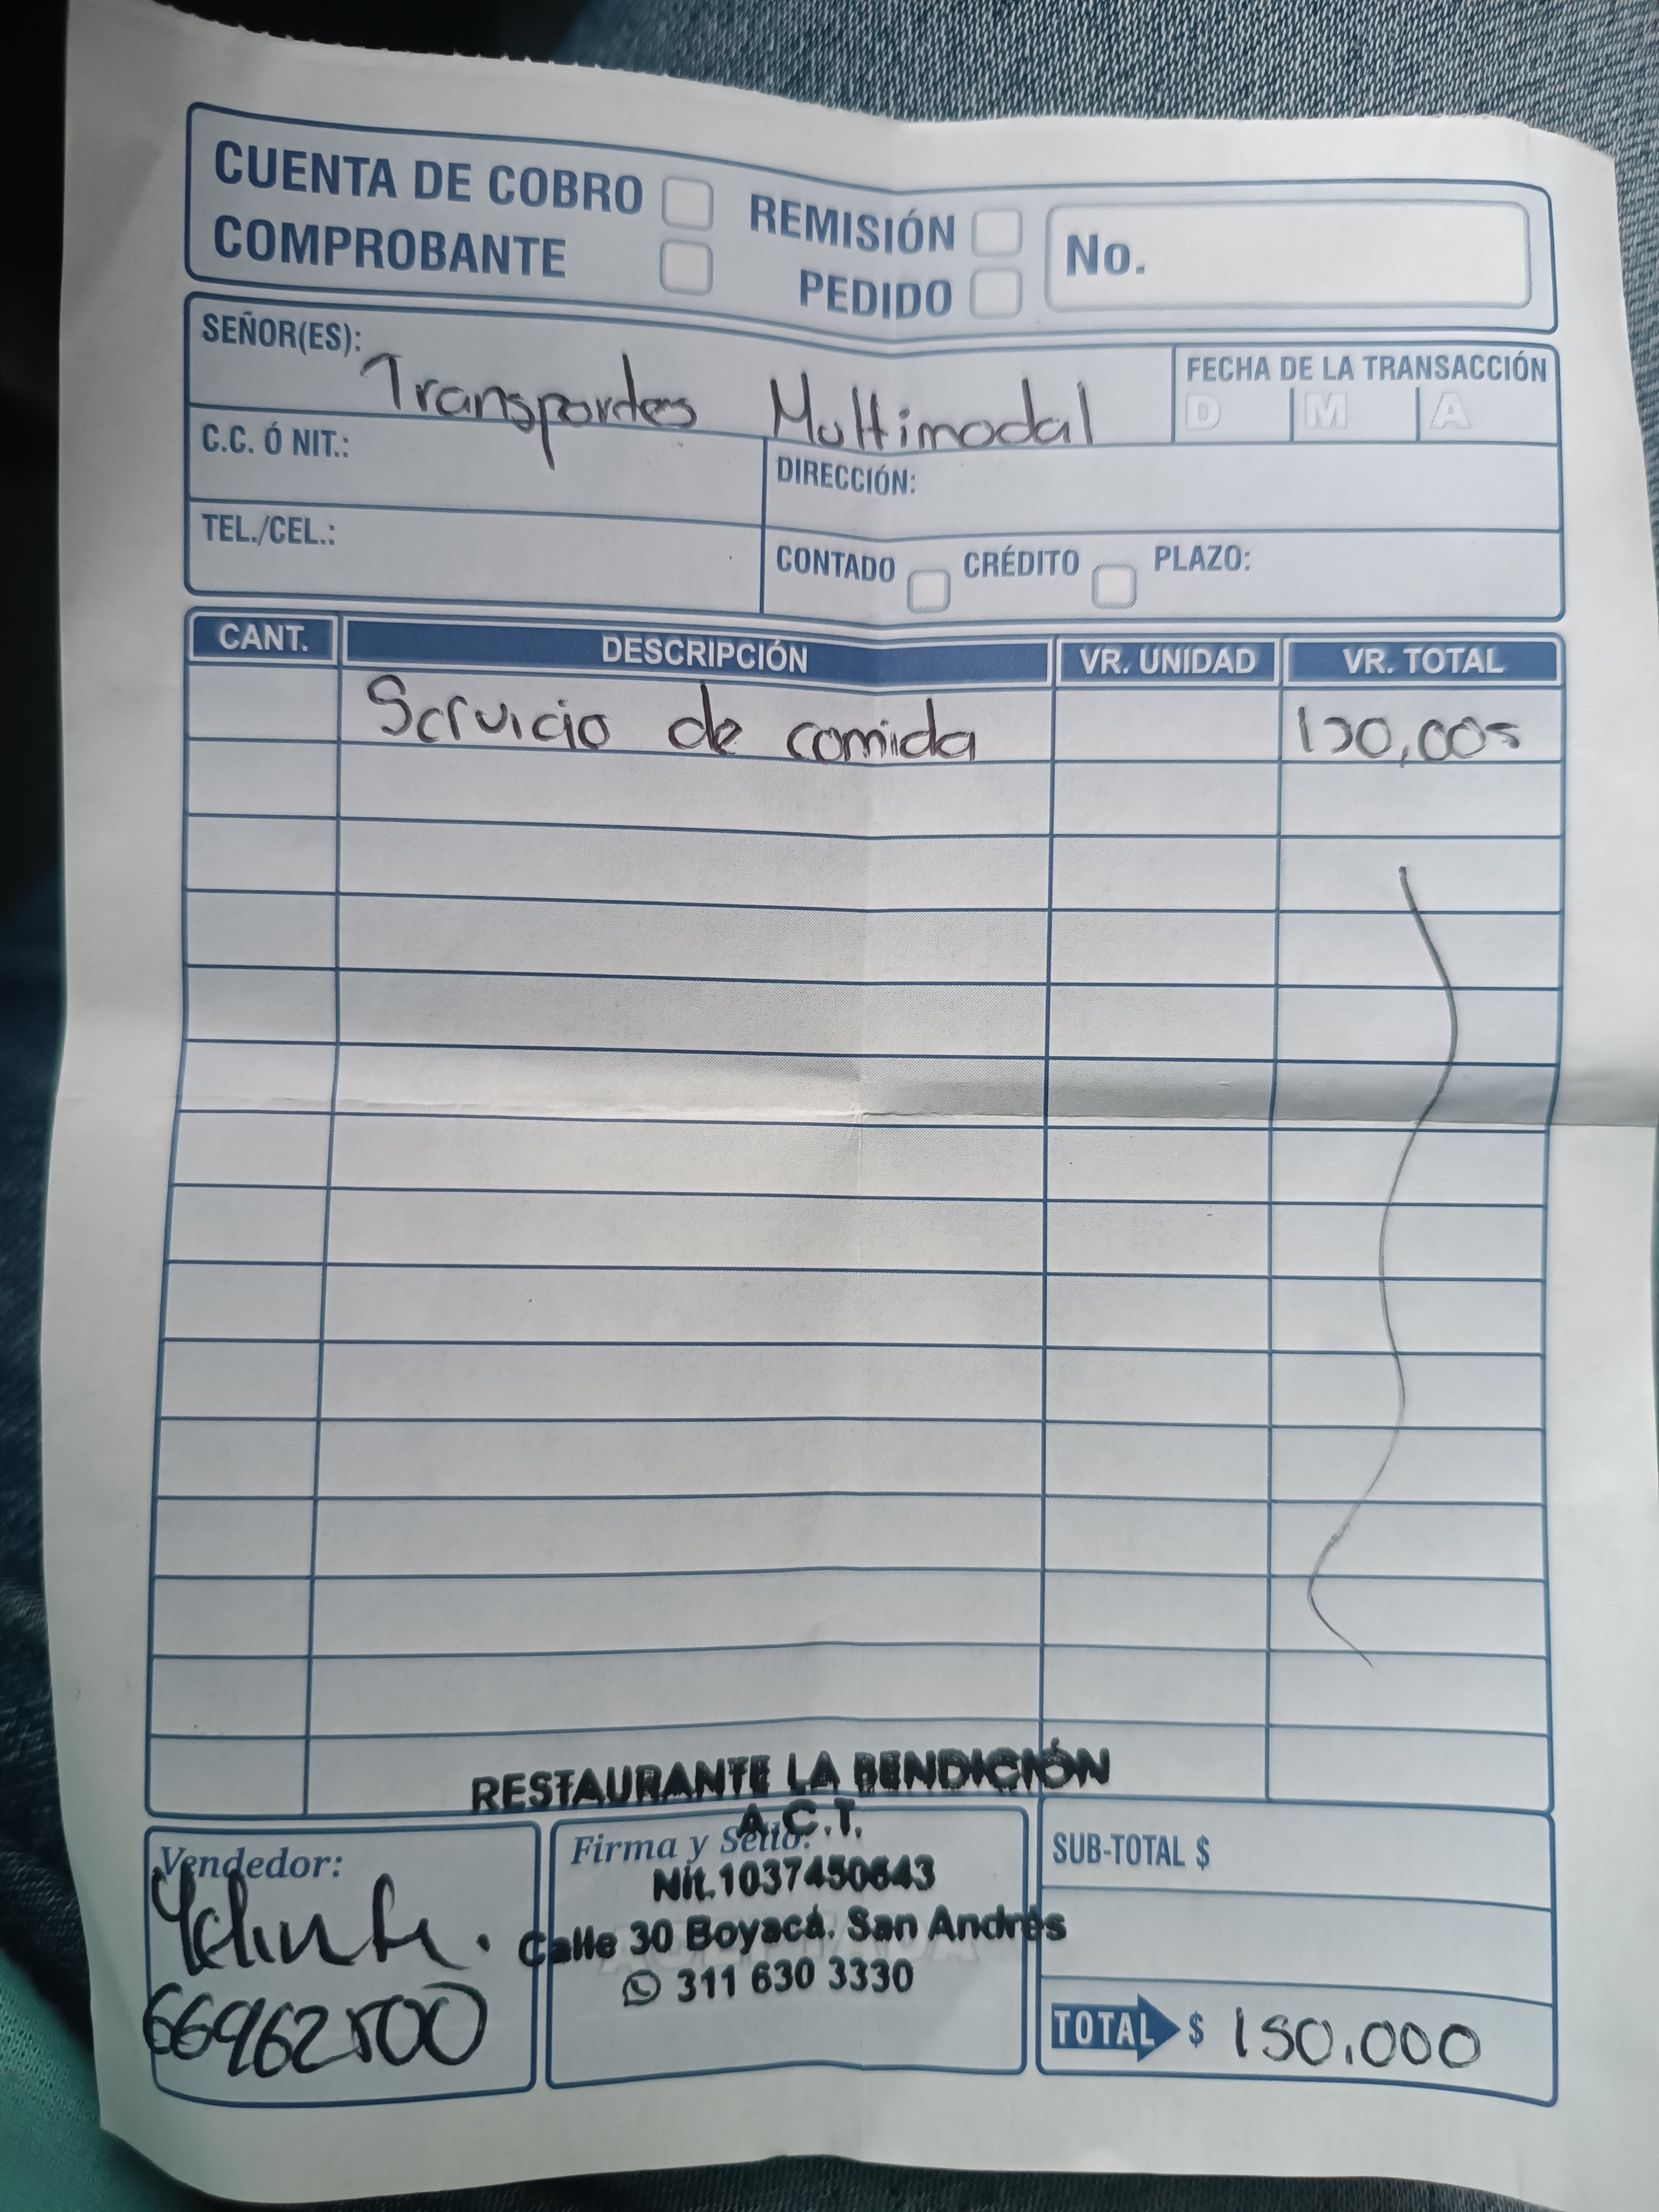 CUENTA DE COBRO
COMPROBANTE
REMISIÓN
PEDIDO
No.
SEÑOR(ES): Transportes Multimodal
FECHA DE LA TRANSACCIÓN
D M A
C.C. Ó NIT.:
DIRECCIÓN:
TEL./CEL.:
CONTADO CRÉDITO PLAZO:
CANT. DESCRIPCIÓN VR. UNIDAD VR. TOTAL
Servicio de comida
RESTAURANTE LA BENDICIÓN
A.C.T.
Vendedor:
Firma y Sello:
Nit.1037450643
Calle 30 Boyacá. San Andrés
311 630 3330
66962500
SUB-TOTAL $
TOTAL $ 150.000